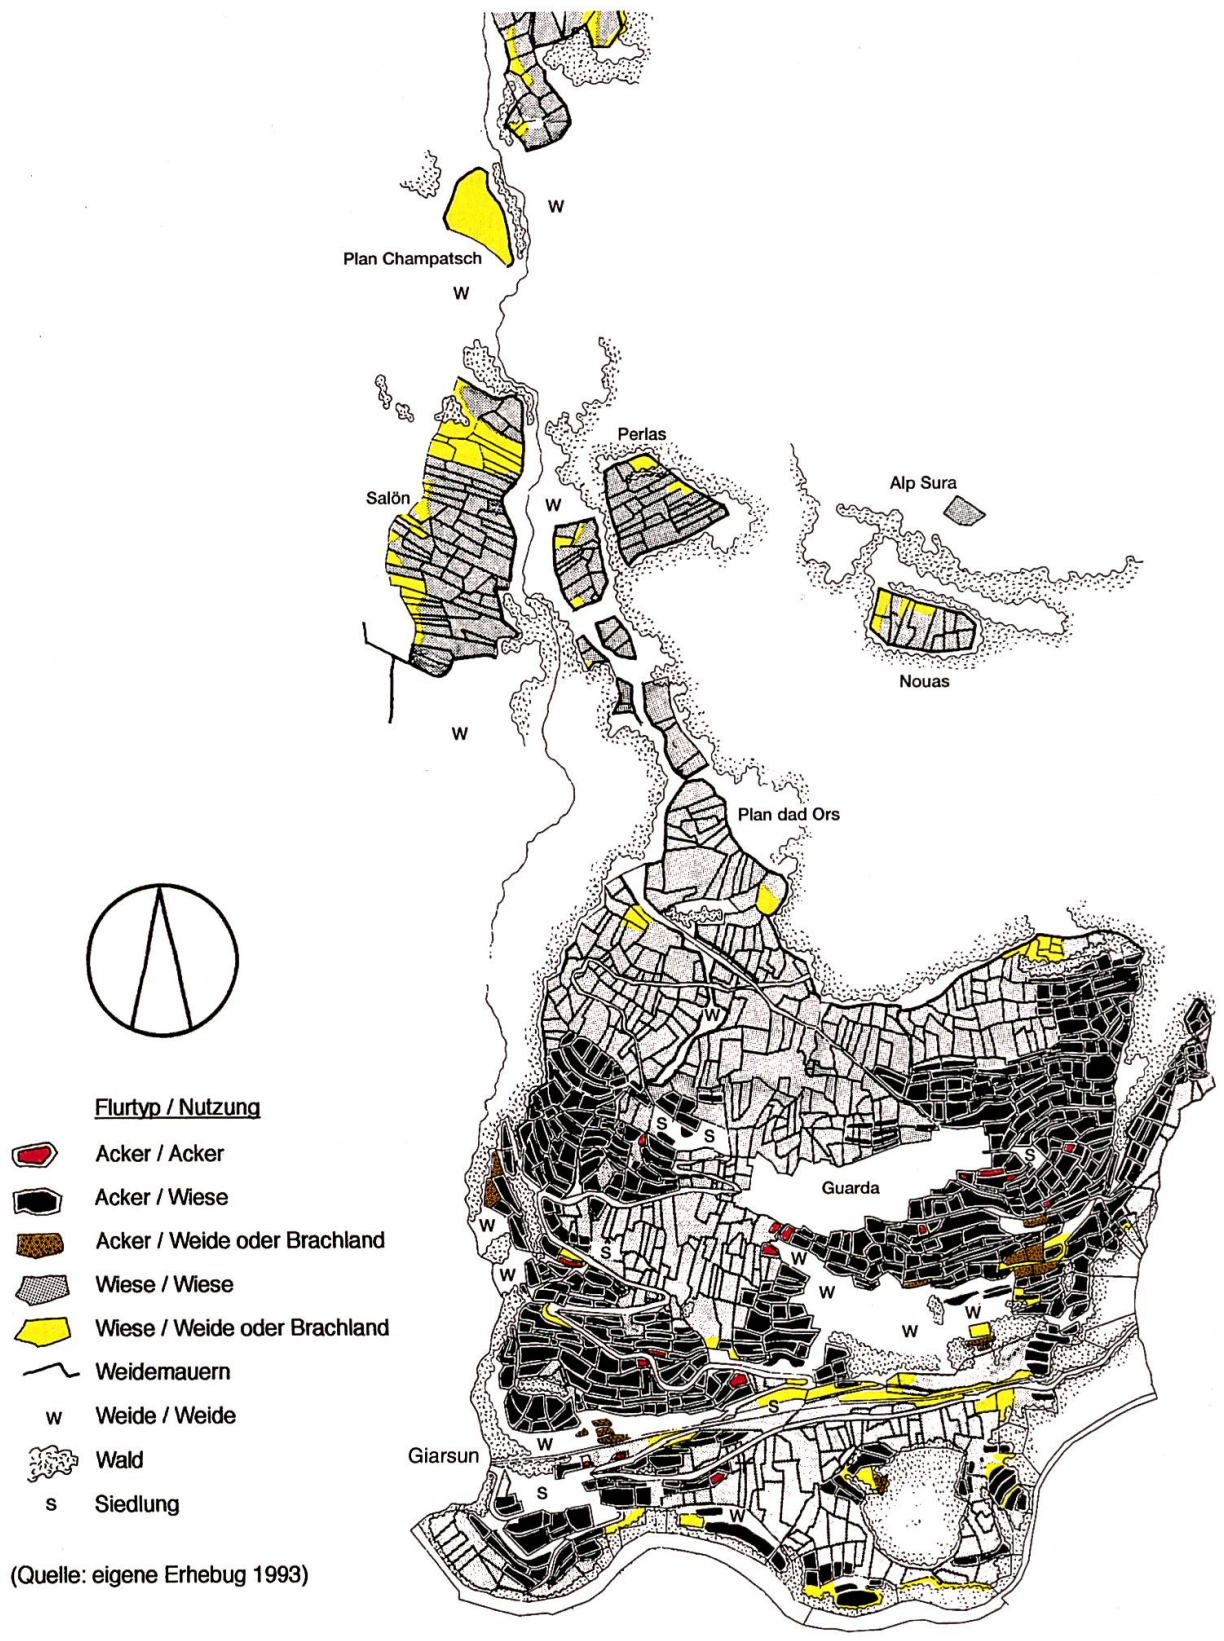 W
Plan Champatsch
W
Perlas
Alp Sura
Salön
W
Nouas
W
Plan dad Ors
W
Flurtyp / Nutzung
S
S
Acker / Acker
S
Guarda
Acker / Wiese
W
Acker / Weide oder Brachland
S
W
W
Wiese / Wiese
W
W
Wiese / Weide oder Brachland
W
Weidemauern
W Weide / Weide
S
W
Giarsun
Wald
S
S Siedlung
W
(Quelle: eigene Erhebug 1993)